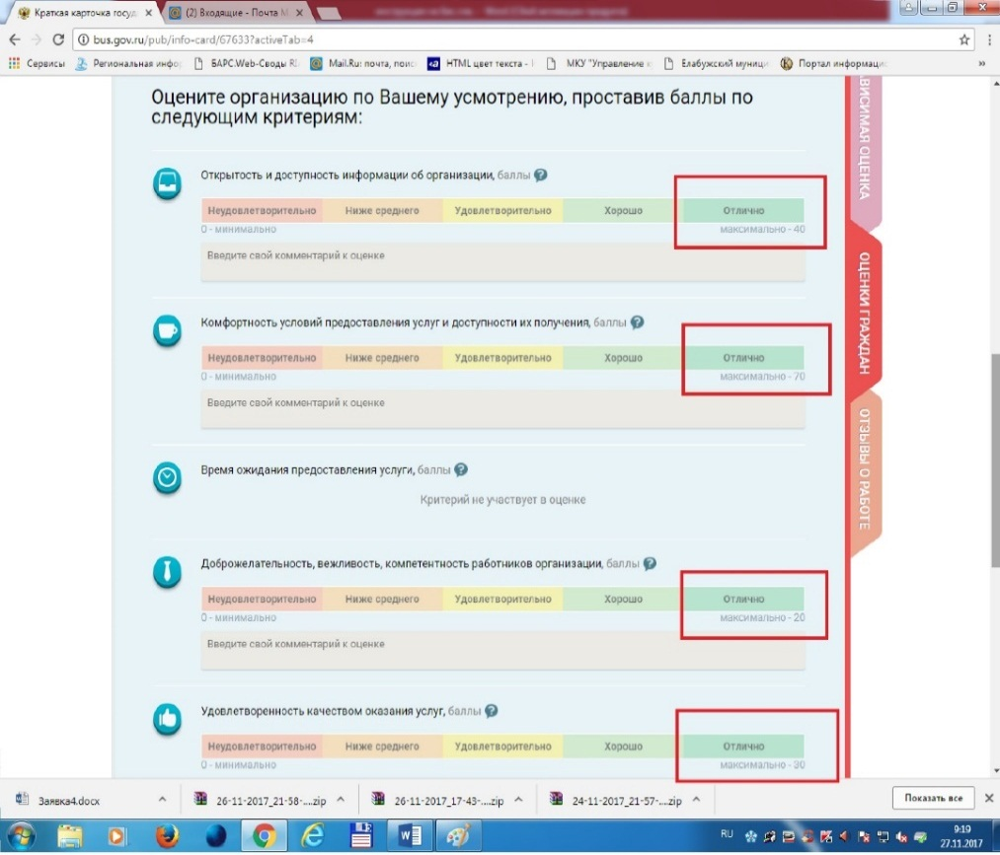 Краткая карточка госуд
(2) Входящие - Почта M
bus.gov.ru/pub/info-card/67633?activeTab=4
Сервисы
Региональная инфо
БАРС.Web-Своды
Mail.Ru: почта, поис
HTML цвет текста -
МКУ "Управление
Елабужский муници
Портал информац
»
Оцените организацию по Вашему усмотрению, проставив баллы по
следующим критериям:
Открытость и доступность информации об организации, баллы ?
Неудовлетворительно Ниже среднего Удовлетворительно Хорошо Отлично
0 - минимально максимально - 40
Введите свой комментарий к оценке
Комфортность условий предоставления услуг и доступности их получения, баллы ?
Неудовлетворительно Ниже среднего Удовлетворительно Хорошо Отлично
0 - минимально максимально - 70
Введите свой комментарий к оценке
Время ожидания предоставления услуги, баллы ?
Критерий не участвует в оценке
Доброжелательность, вежливость, компетентность работников организации, баллы ?
Неудовлетворительно Ниже среднего Удовлетворительно Хорошо Отлично
0 - минимально максимально - 20
Введите свой комментарий к оценке
Удовлетворенность качеством оказания услуг, баллы ?
Неудовлетворительно Ниже среднего Удовлетворительно Хорошо Отлично
0 - минимально максимально - 30
ВИСИМАЯ ОЦЕНКА
ОЦЕНКИ ГРАЖДАН
ОТЗЫВЫ О РАБОТЕ
Заявка4.docx
26-11-2017_21-58-....zip
26-11-2017_17-43-....zip
24-11-2017_21-57-....zip
Показать все
RU
9:19
27.11.2017